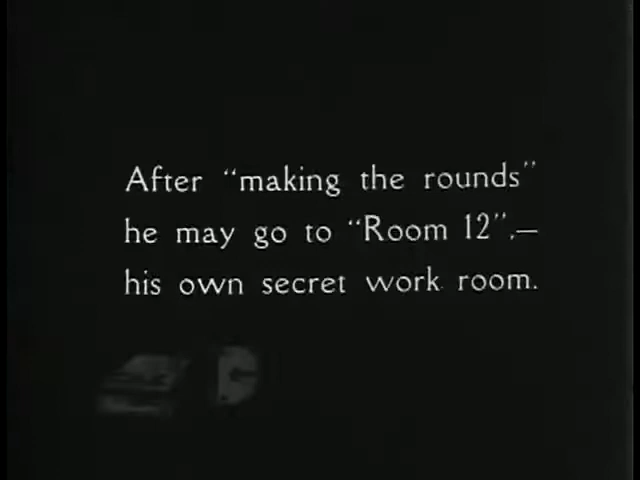 After “making the rounds”
he may go to “Room 12”.—
his own secret work room.